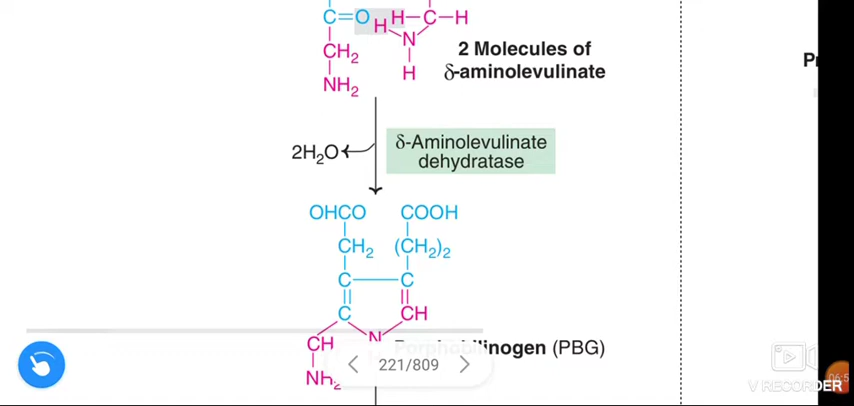 C=O H H–C–H
CH₂ N
H
NH₂
2 Molecules of
δ-aminolevulinate
2H₂O
δ-Aminolevulinate
dehydratase
OHCO COOH
CH₂ (CH₂)₂
C C
C CH
CH N
NH₂
Porphobilinogen (PBG)
221/809
V RECORDER